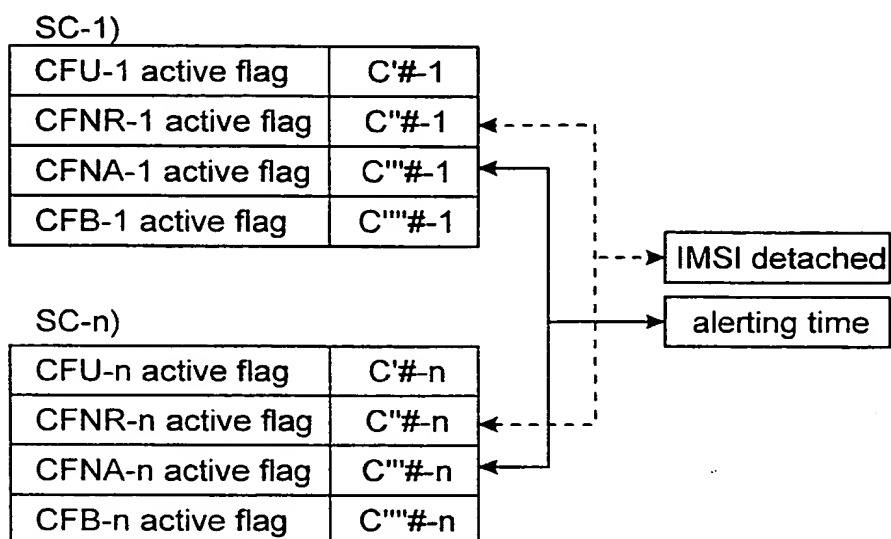 SC-1)
CFU-1 active flag C'#-1
CFNR-1 active flag C"#-1
CFNA-1 active flag C'"#-1
CFB-1 active flag C""#-1
IMSI detached
alerting time
SC-n)
CFU-n active flag C'#-n
CFNR-n active flag C"#-n
CFNA-n active flag C'"#-n
CFB-n active flag C""#-n